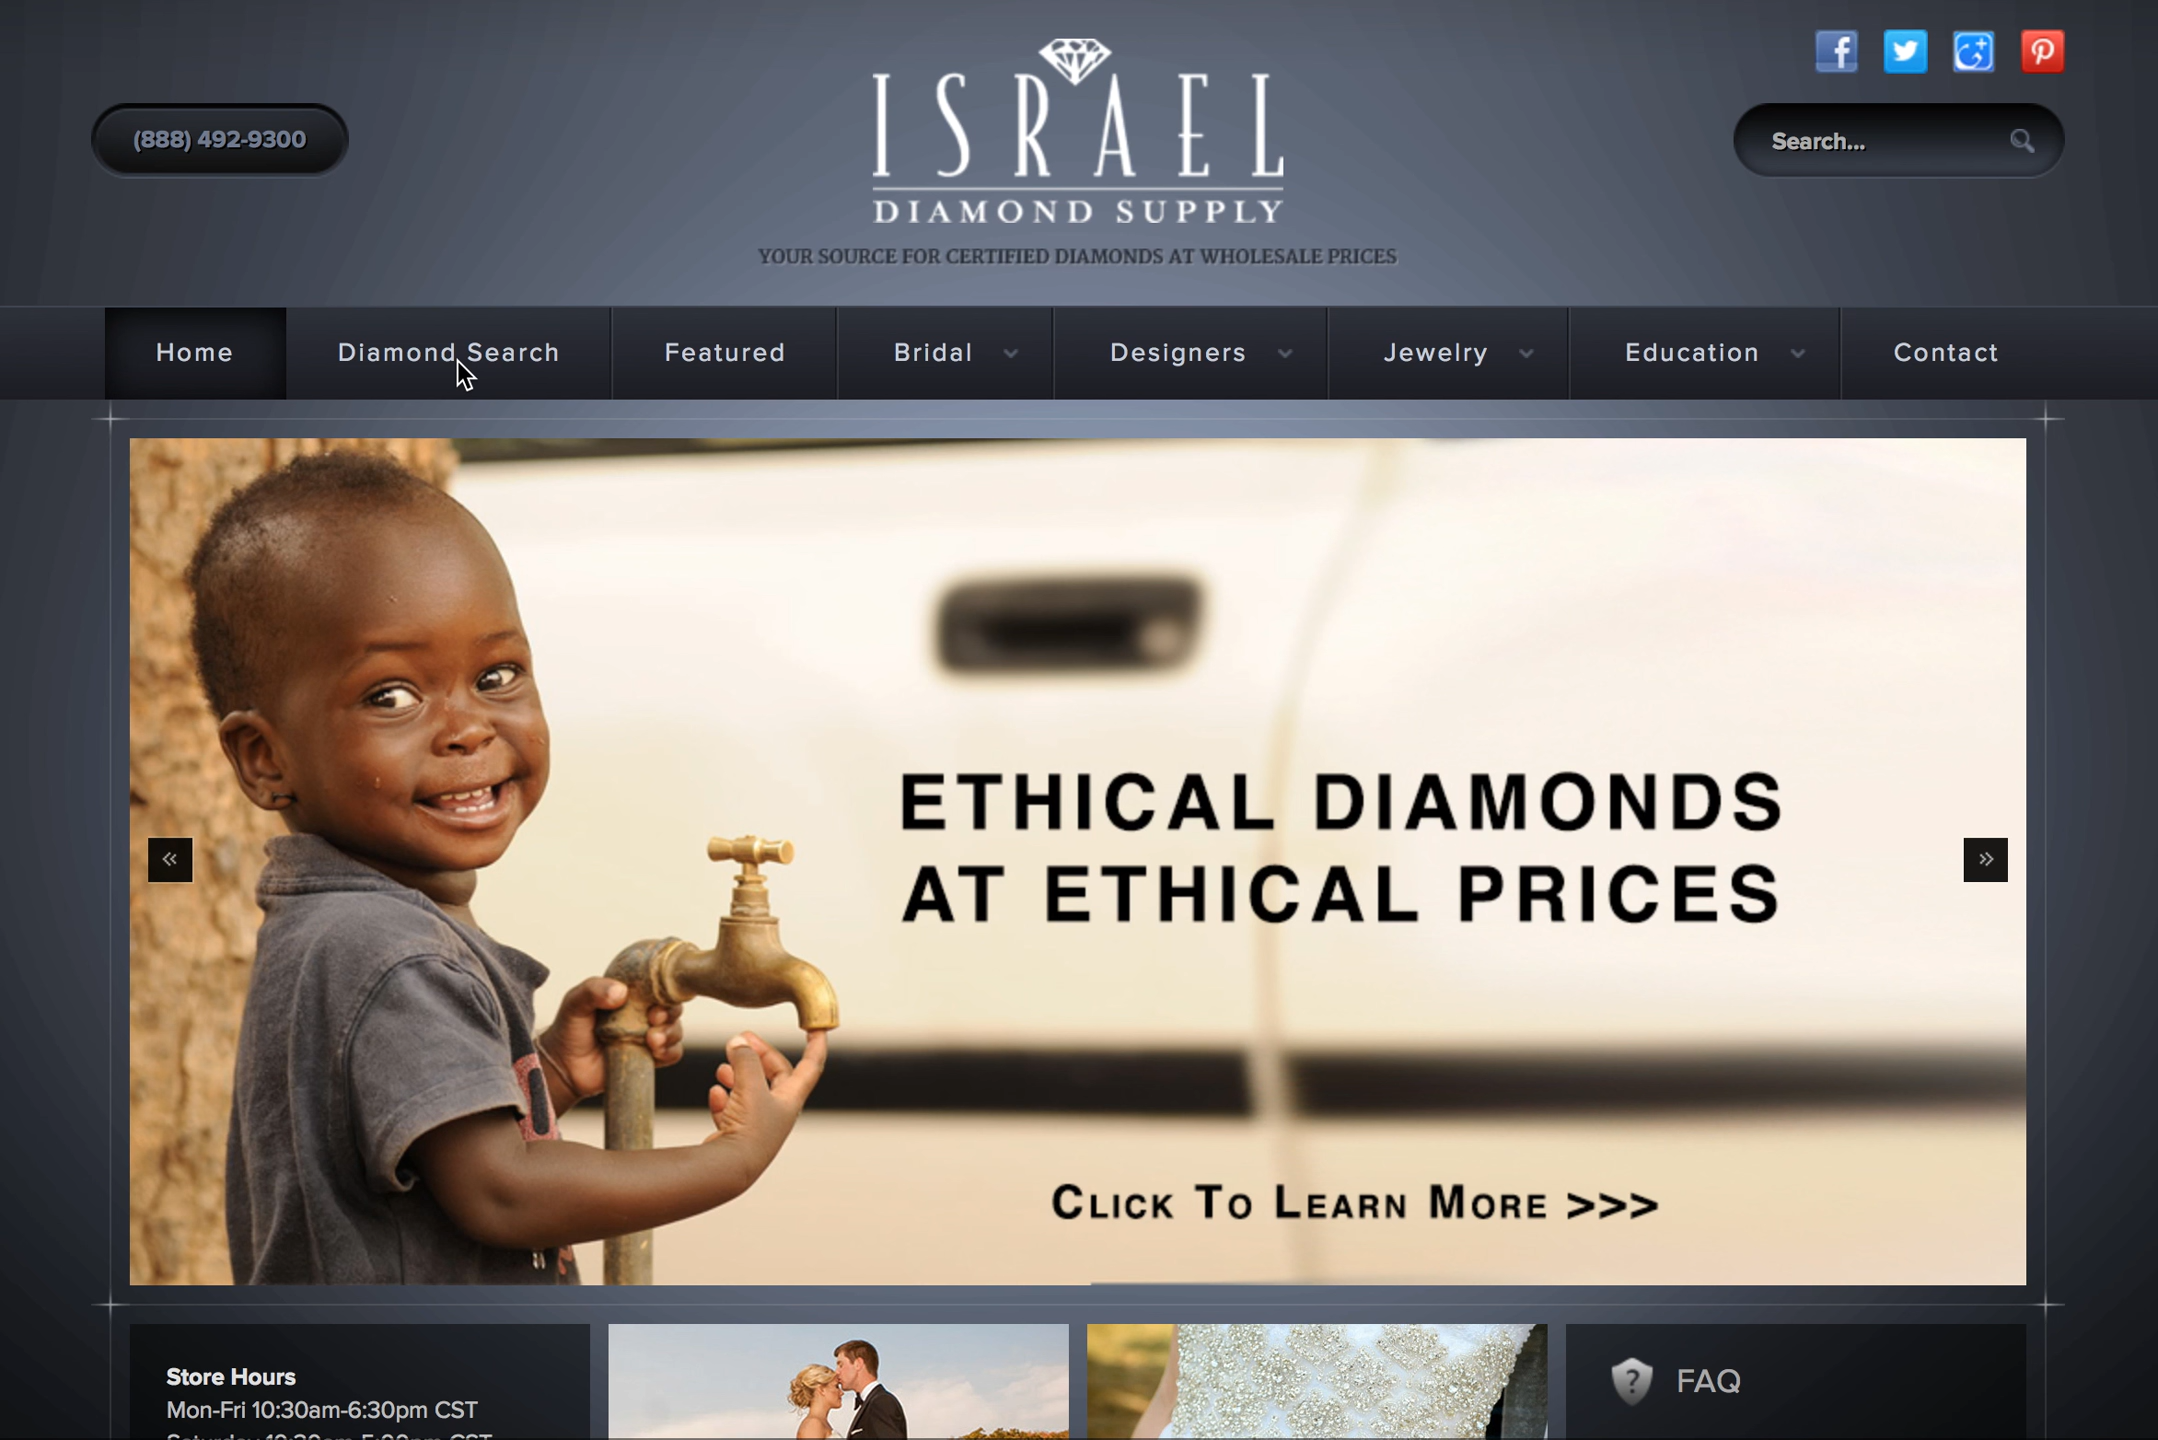 (888) 492-9300
ISRAEL
DIAMOND SUPPLY
YOUR SOURCE FOR CERTIFIED DIAMONDS AT WHOLESALE PRICES
Search...
Home
Diamond Search
Featured
Bridal
Designers
Jewelry
Education
Contact
ETHICAL DIAMONDS
AT ETHICAL PRICES
CLICK TO LEARN MORE >>>
Store Hours
Mon-Fri 10:30am-6:30pm CST
FAQ